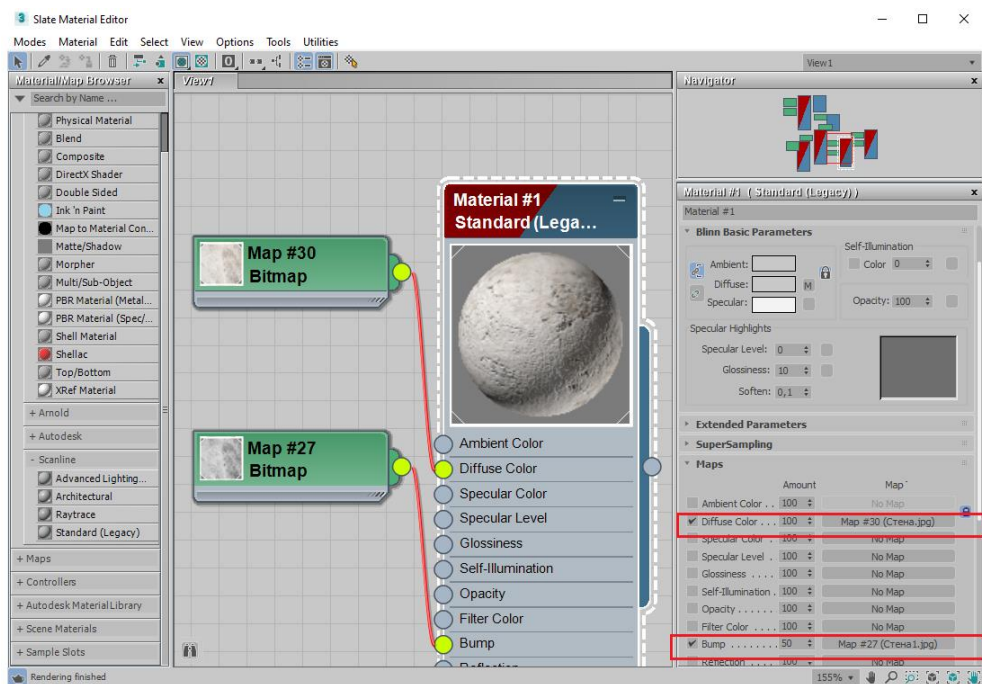 3 Slate Material Editor
Modes Material Edit Select View Options Tools Utilities
View1
Material/Map Browser x
Search by Name ...
Physical Material
Blend
Composite
DirectX Shader
Double Sided
Ink 'n Paint
Map to Material Con...
Matte/Shadow
Morpher
Multi/Sub-Object
PBR Material (Metal...
PBR Material (Spec/...
Shell Material
Shellac
Top/Bottom
XRef Material
+ Arnold
+ Autodesk
- Scanline
Advanced Lighting...
Architectural
Raytrace
Standard (Legacy)
+ Maps
+ Controllers
+ Autodesk Material Library
+ Scene Materials
+ Sample Slots
Rendering finished
View1
Map #30
Bitmap
Map #27
Bitmap
Material #1
Standard (Lega...
Ambient Color
Diffuse Color
Specular Color
Specular Level
Glossiness
Self-Illumination
Opacity
Filter Color
Bump
Reflection
Navigator x
Material #1 ( Standard (Legacy) ) x
Material #1
Blinn Basic Parameters
Self-Illumination
Ambient:
Color 0
Diffuse: M
Specular:
Opacity: 100
Specular Highlights
Specular Level: 0
Glossiness: 10
Soften: 0,1
Extended Parameters
SuperSampling
Maps
Amount Map
Ambient Color . . 100 No Map
Diffuse Color . . . 100 Map #30 (Стена.jpg)
Specular Color . 100 No Map
Specular Level . 100 No Map
Glossiness . . . . 100 No Map
Self-Illumination . 100 No Map
Opacity . . . . . . 100 No Map
Filter Color . . . . 100 No Map
Bump . . . . . . . . 50 Map #27 (Стена1.jpg)
Reflection . . . . 100 No Map
155%